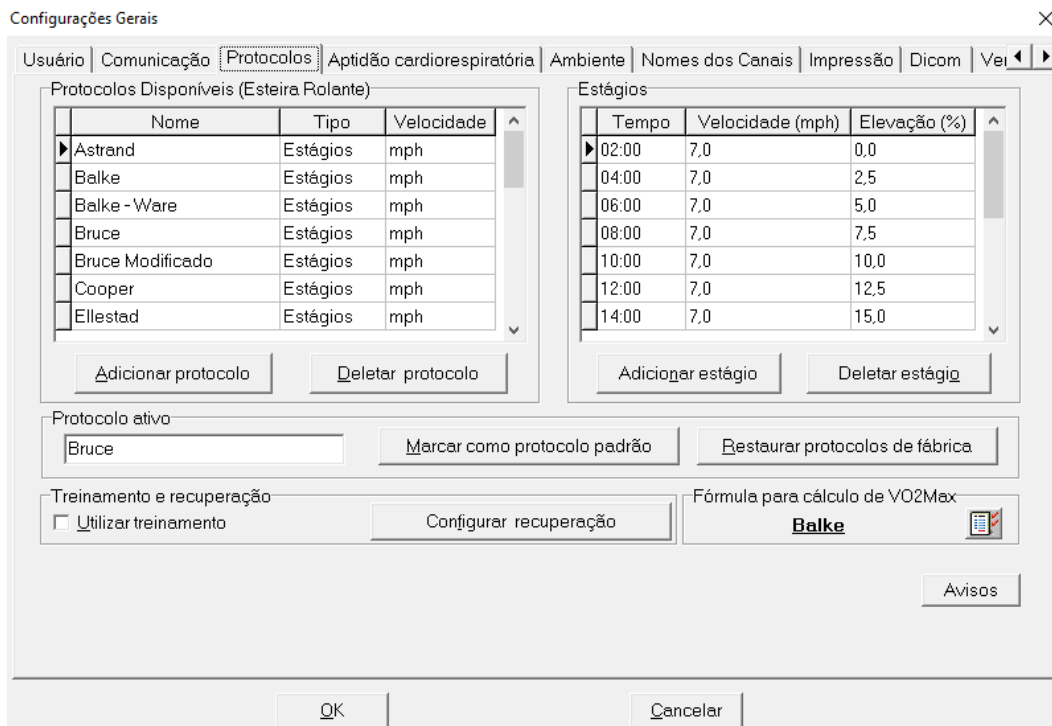 Configurações Gerais
Usuário Comunicação Protocolos Aptidão cardiorespiratória Ambiente Nomes dos Canais Impressão Dicom
Protocolos Disponíveis (Esteira Rolante)
Nome Tipo Velocidade
Astrand Estágios mph
Balke Estágios mph
Balke - Ware Estágios mph
Bruce Estágios mph
Bruce Modificado Estágios mph
Cooper Estágios mph
Ellestad Estágios mph
Adicionar protocolo Deletar protocolo
Estágios
Tempo Velocidade (mph) Elevação (%)
02:00 7,0 0,0
04:00 7,0 2,5
06:00 7,0 5,0
08:00 7,0 7,5
10:00 7,0 10,0
12:00 7,0 12,5
14:00 7,0 15,0
Adicionar estágio Deletar estágio
Protocolo ativo
Bruce Marcar como protocolo padrão Restaurar protocolos de fábrica
Treinamento e recuperação
Utilizar treinamento Configurar recuperação
Fórmula para cálculo de VO2Max
Balke
Avisos
OK Cancelar